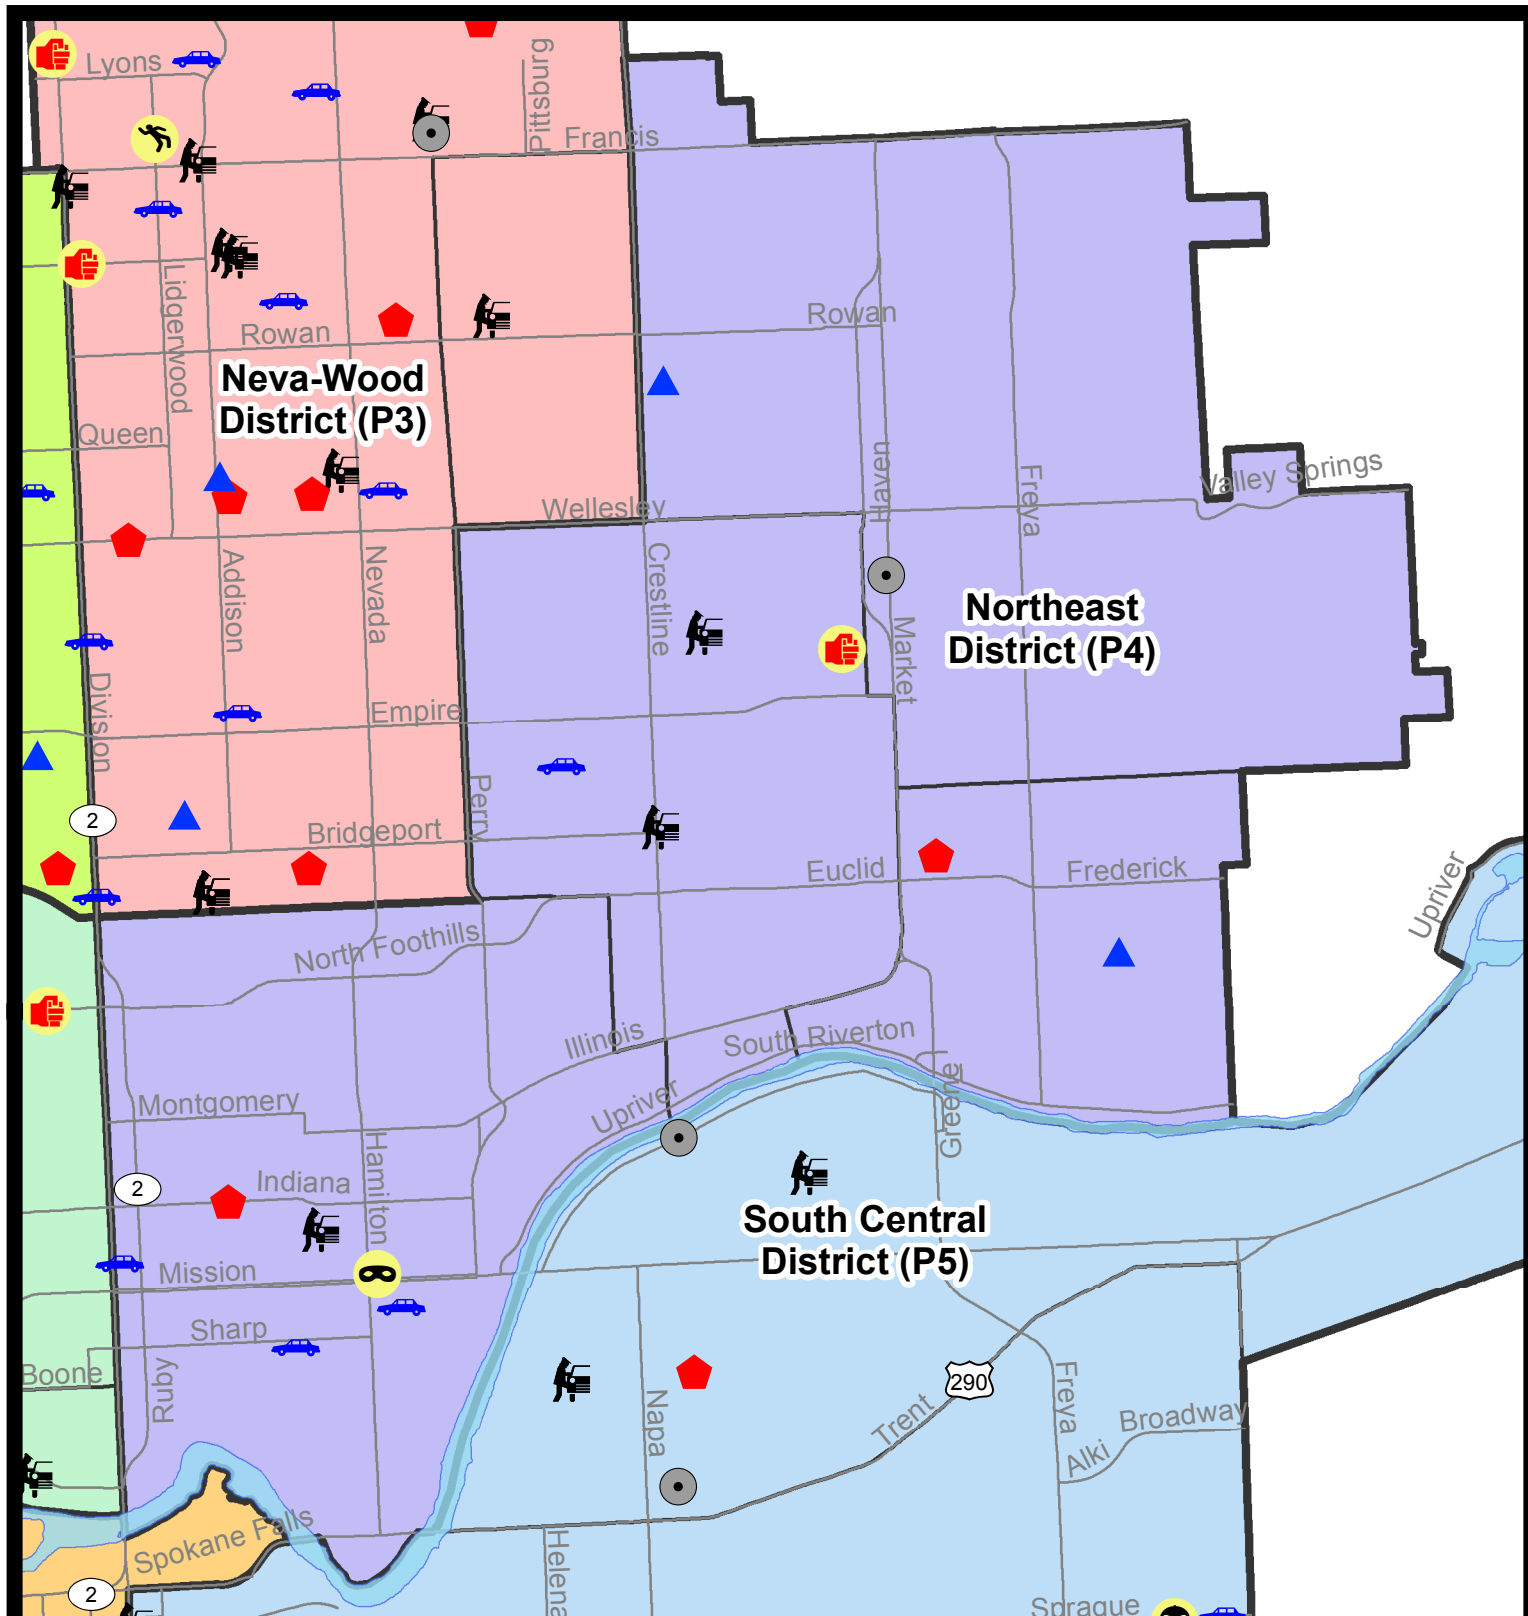 Lyons
Pittsburg
Francis
Lidgerwood
Rowan
Rowan
Neva-Wood
District (P3)
Queen
Haven
Freya
Valley Springs
Wellesley
Addison
Nevada
Crestline
Northeast
District (P4)
Market
Division
Empire
Perry
2
Bridgeport
Euclid
Frederick
Upriver
North Foothills
Illinois
South Riverton
Greene
Upriver
Montgomery
Hamilton
2
Indiana
South Central
District (P5)
Mission
Sharp
Boone
Ruby
Napa
290
Freya
Trent
Broadway
Alki
Spokane Falls
Helena
2
Sprague